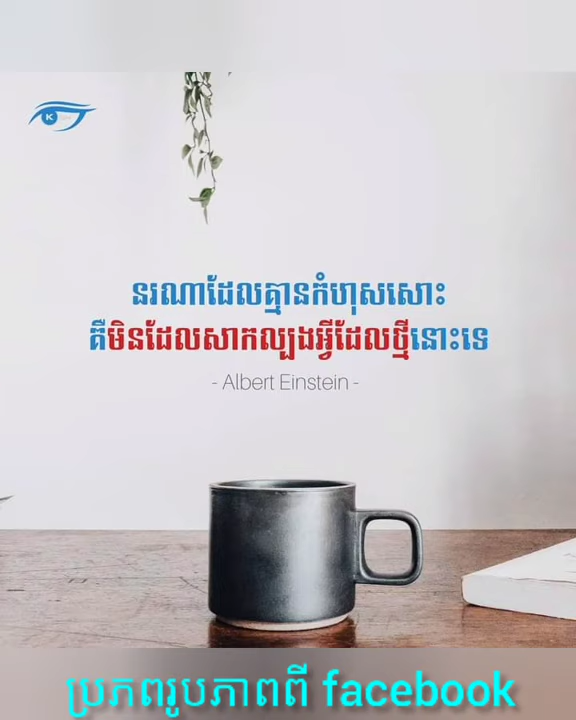 K
នរណាដែលគ្មានកំហុសសោះ
គឺមិនដែលសាកល្បងអ្វីដែលថ្មីនោះទេ
- Albert Einstein -
ប្រភពរូបភាពពី facebook